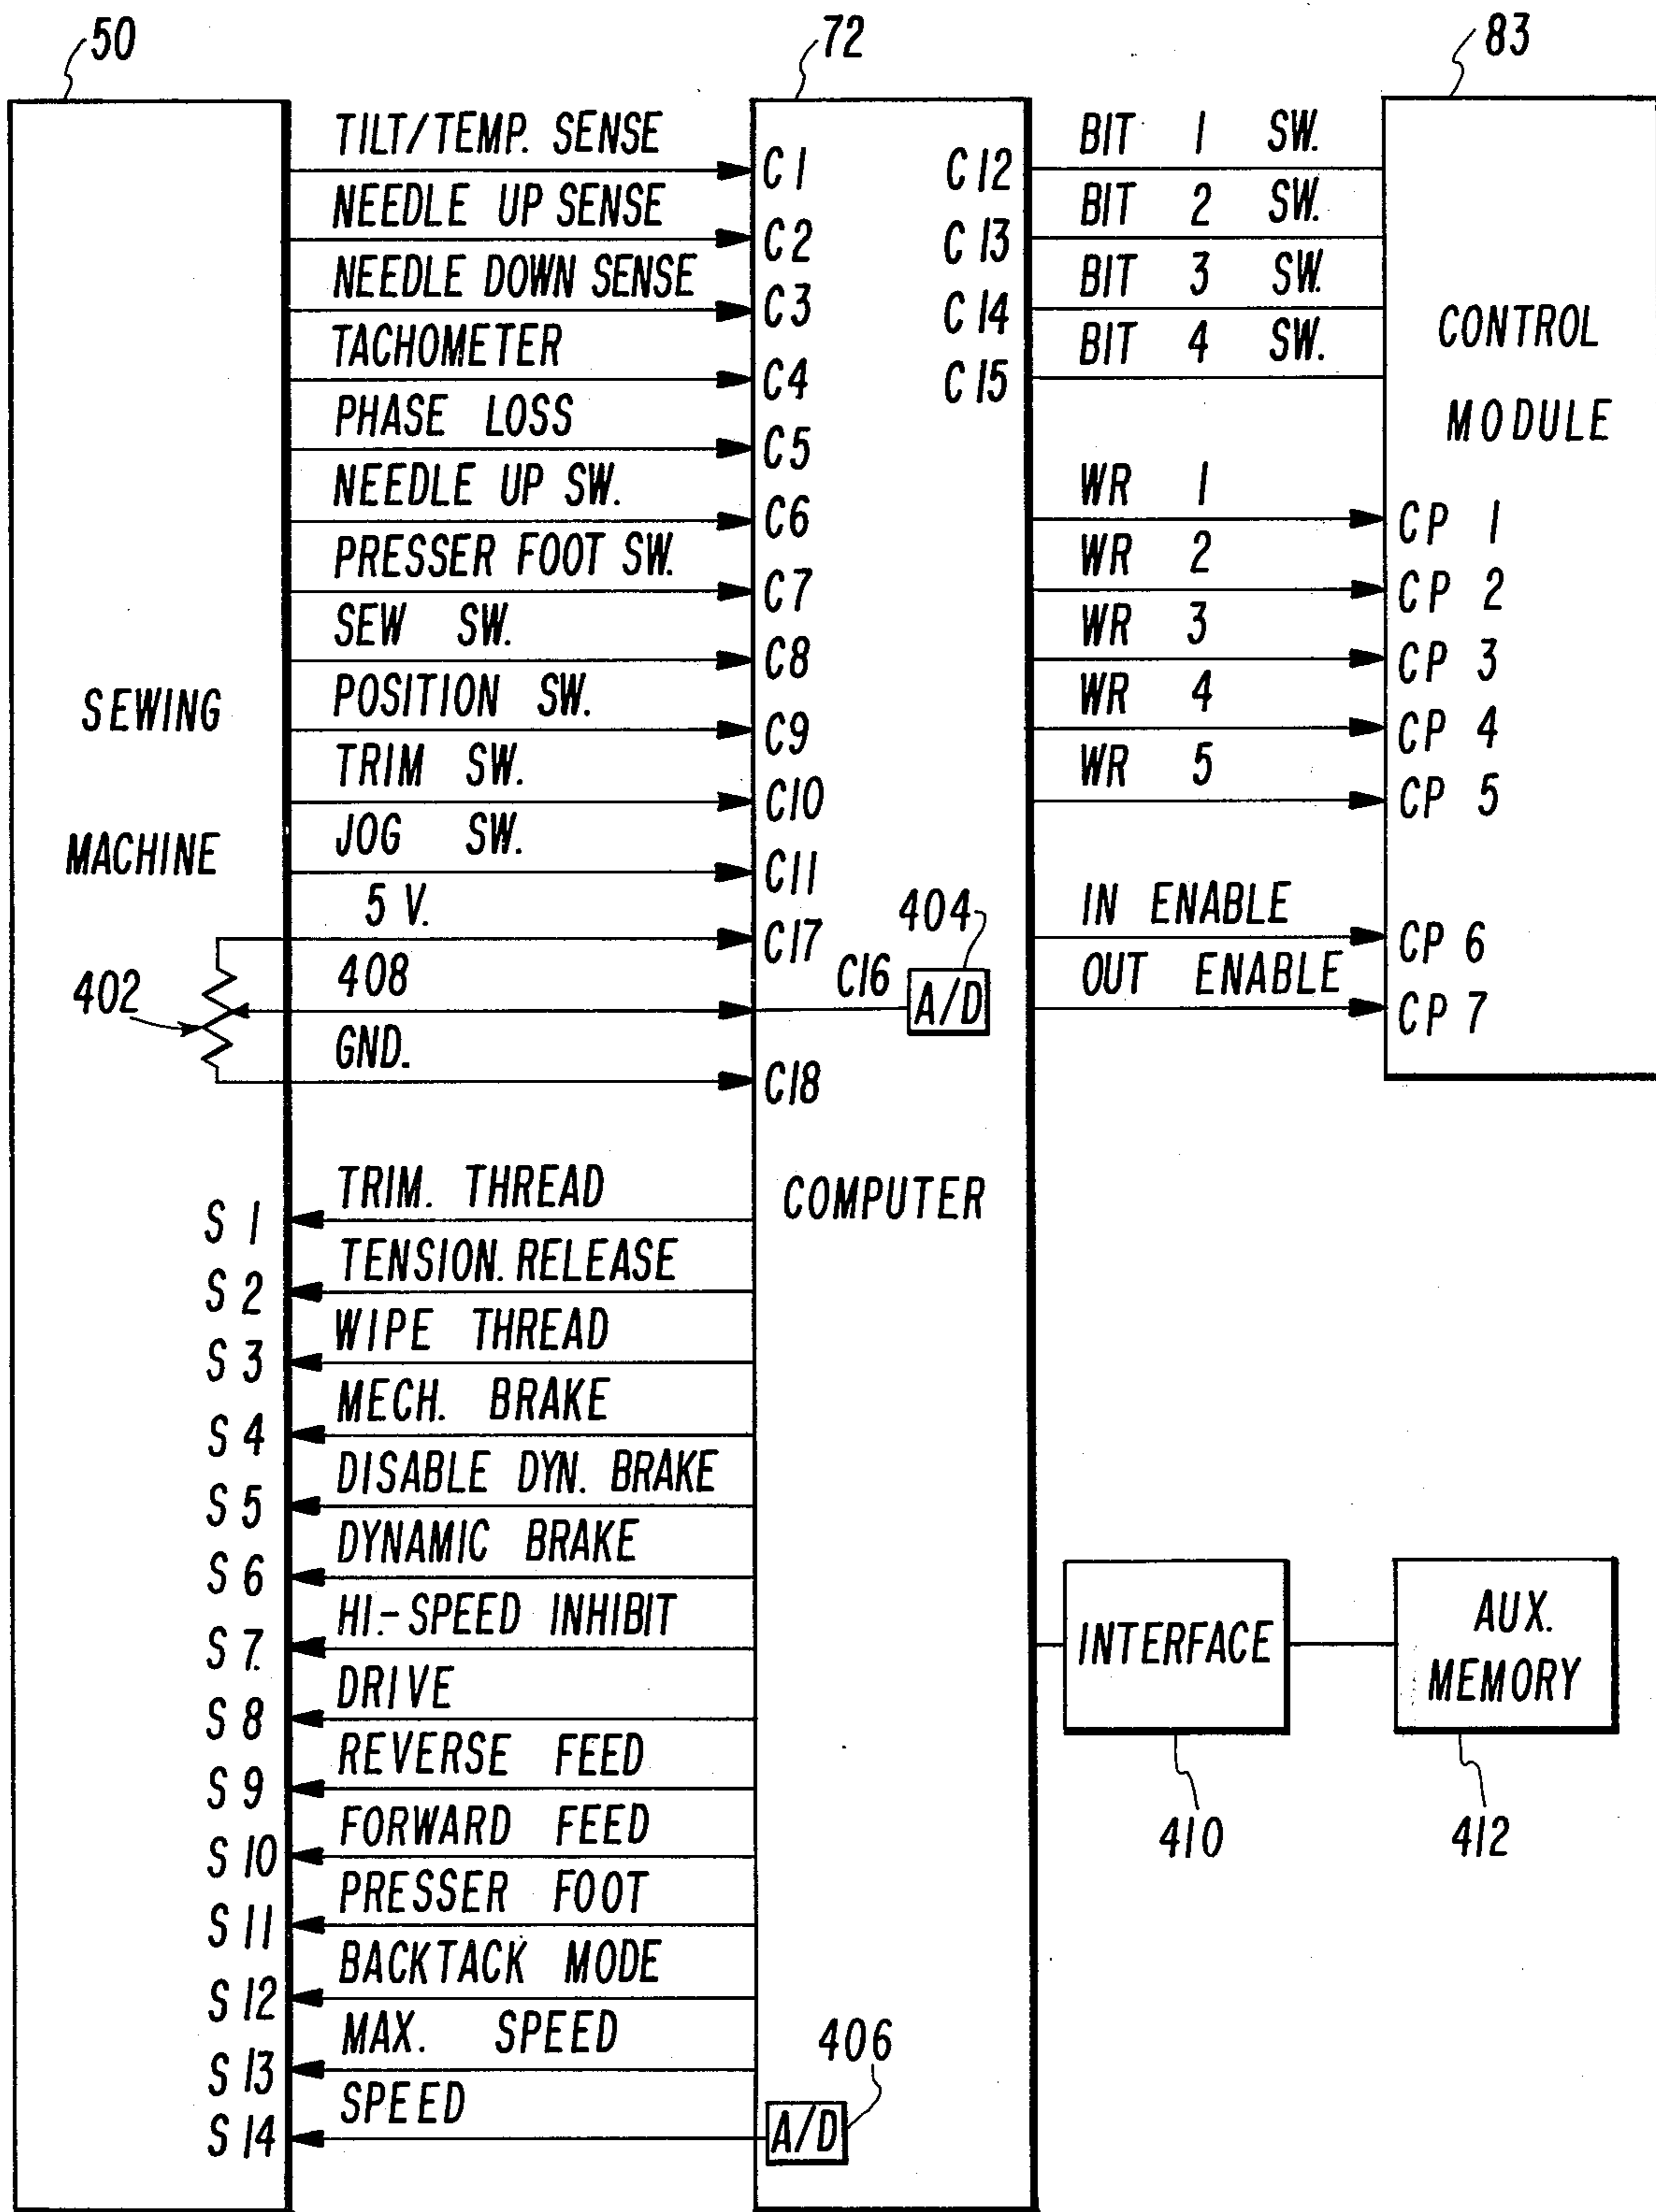 50
72
83
SEWING
MACHINE
TILT/TEMP. SENSE
C1
NEEDLE UP SENSE
C2
NEEDLE DOWN SENSE
C3
TACHOMETER
C4
PHASE LOSS
C5
NEEDLE UP SW.
C6
PRESSER FOOT SW.
C7
SEW SW.
C8
POSITION SW.
C9
TRIM SW.
C10
JOG SW.
C11
5 V.
C17
402
408
C16
404
A/D
GND.
C18
COMPUTER
C12
BIT 1 SW.
C13
BIT 2 SW.
C14
BIT 3 SW.
C15
BIT 4 SW.
CONTROL
MODULE
WR 1
CP 1
WR 2
CP 2
WR 3
CP 3
WR 4
CP 4
WR 5
CP 5
IN ENABLE
CP 6
OUT ENABLE
CP 7
TRIM. THREAD
S 1
TENSION. RELEASE
S 2
WIPE THREAD
S 3
MECH. BRAKE
S 4
DISABLE DYN. BRAKE
S 5
DYNAMIC BRAKE
S 6
HI-SPEED INHIBIT
S 7.
DRIVE
S 8
REVERSE FEED
S 9
FORWARD FEED
S 10
PRESSER FOOT
S 11
BACKTACK MODE
S 12
MAX. SPEED
S 13
SPEED
S 14
406
A/D
INTERFACE
410
AUX.
MEMORY
412